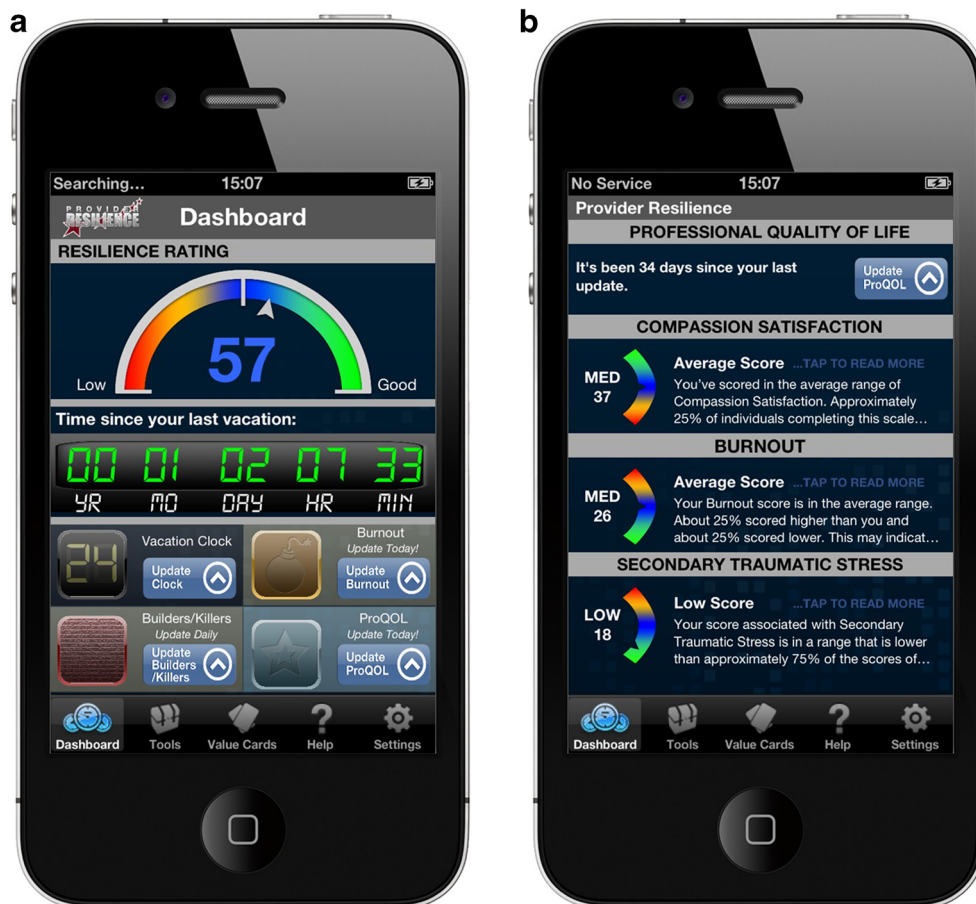 a
Searching... 15:07
PROVIDER
RESILIENCE
Dashboard
RESILIENCE RATING
57
Low Good
Time since your last vacation:
00 01 02 07 33
YR MO DAY HR MIN
24
Vacation Clock
Update
Clock
Burnout
Update Today!
Update
Burnout
Builders/Killers
Update Daily
Update
Builders
/Killers
ProQOL
Update Today!
Update
ProQOL
Dashboard Tools Value Cards Help Settings
b
No Service 15:07
Provider Resilience
PROFESSIONAL QUALITY OF LIFE
It's been 34 days since your last
update.
Update
ProQOL
COMPASSION SATISFACTION
MED
37
Average Score ...TAP TO READ MORE
You've scored in the average range of
Compassion Satisfaction. Approximately
25% of individuals completing this scale...
BURNOUT
MED
26
Average Score ...TAP TO READ MORE
Your Burnout score is in the average range.
About 25% scored higher than you and
about 25% scored lower. This may indicat...
SECONDARY TRAUMATIC STRESS
LOW
18
Low Score ...TAP TO READ MORE
Your score associated with Secondary
Traumatic Stress is in a range that is lower
than approximately 75% of the scores of...
Dashboard Tools Value Cards Help Settings